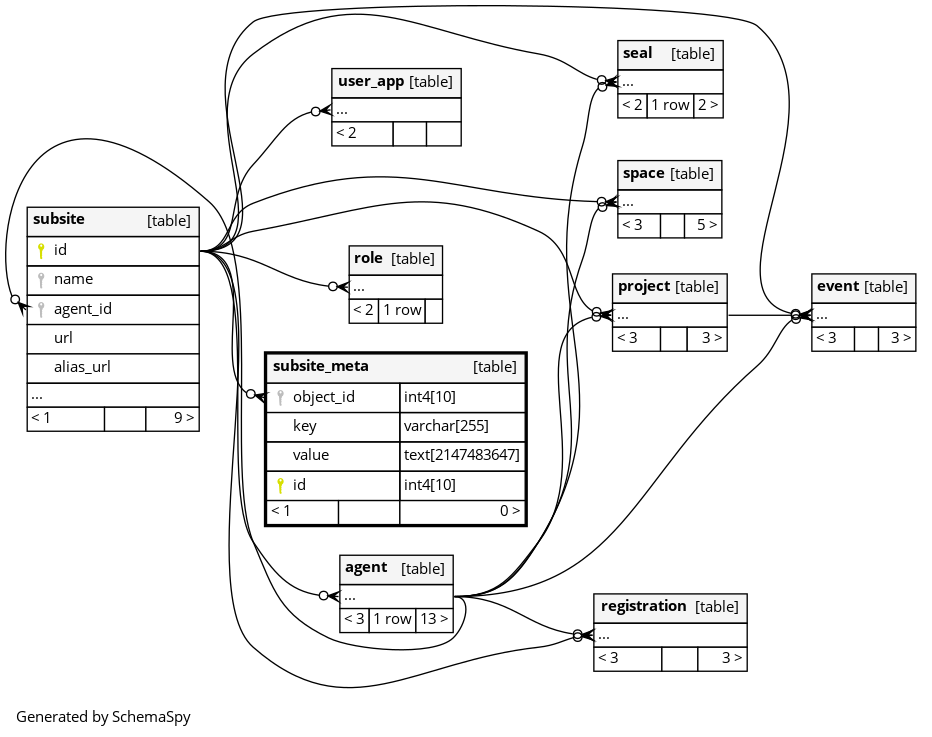 seal [table]
...
< 2 1 row 2 >
user_app [table]
...
< 2
space [table]
...
< 3 5 >
subsite [table]
id
name
agent_id
url
alias_url
...
< 1 9 >
role [table]
...
< 2 1 row
project [table]
...
< 3 3 >
event [table]
...
< 3 3 >
subsite_meta [table]
object_id int4[10]
key varchar[255]
value text[2147483647]
id int4[10]
< 1 0 >
agent [table]
...
< 3 1 row 13 >
registration [table]
...
< 3 3 >
Generated by SchemaSpy